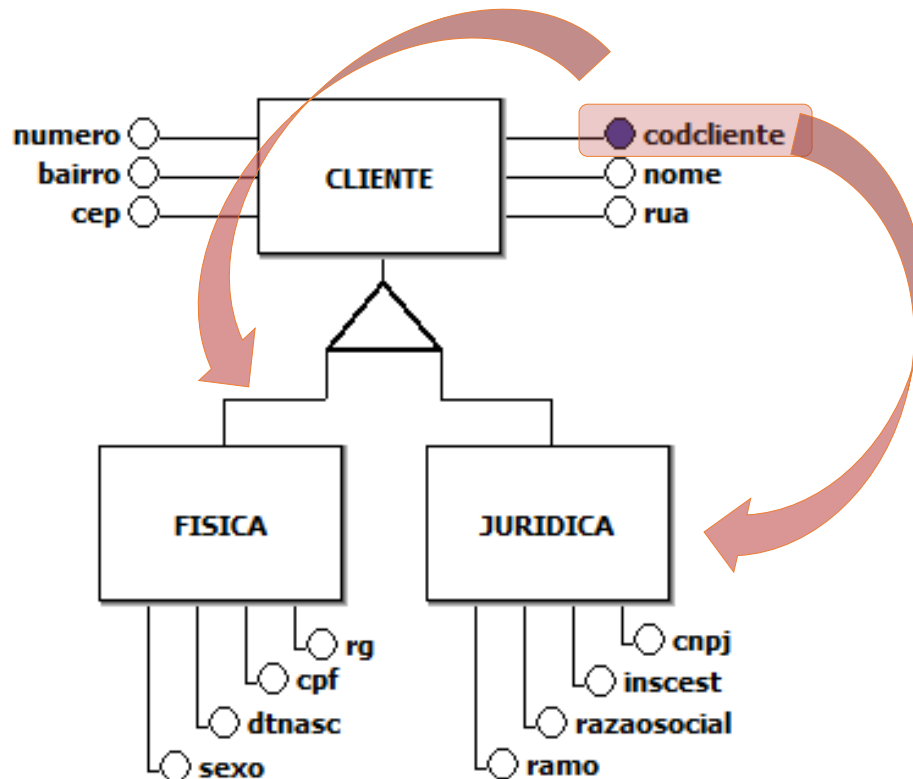 numero
codcliente
bairro
CLIENTE
nome
cep
rua
FISICA
JURIDICA
rg
cnpj
cpf
inscest
dtnasc
razaosocial
sexo
ramo